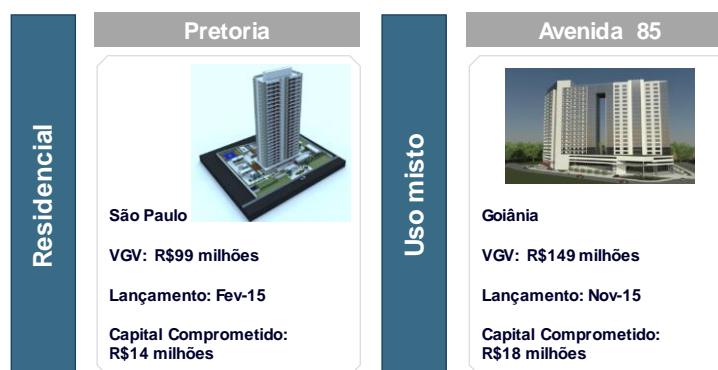 Residencial
Pretoria
São Paulo
VGV: R$99 milhões
Lançamento: Fev-15
Capital Comprometido:
R$14 milhões
Uso misto
Avenida 85
Goiânia
VGV: R$149 milhões
Lançamento: Nov-15
Capital Comprometido:
R$18 milhões